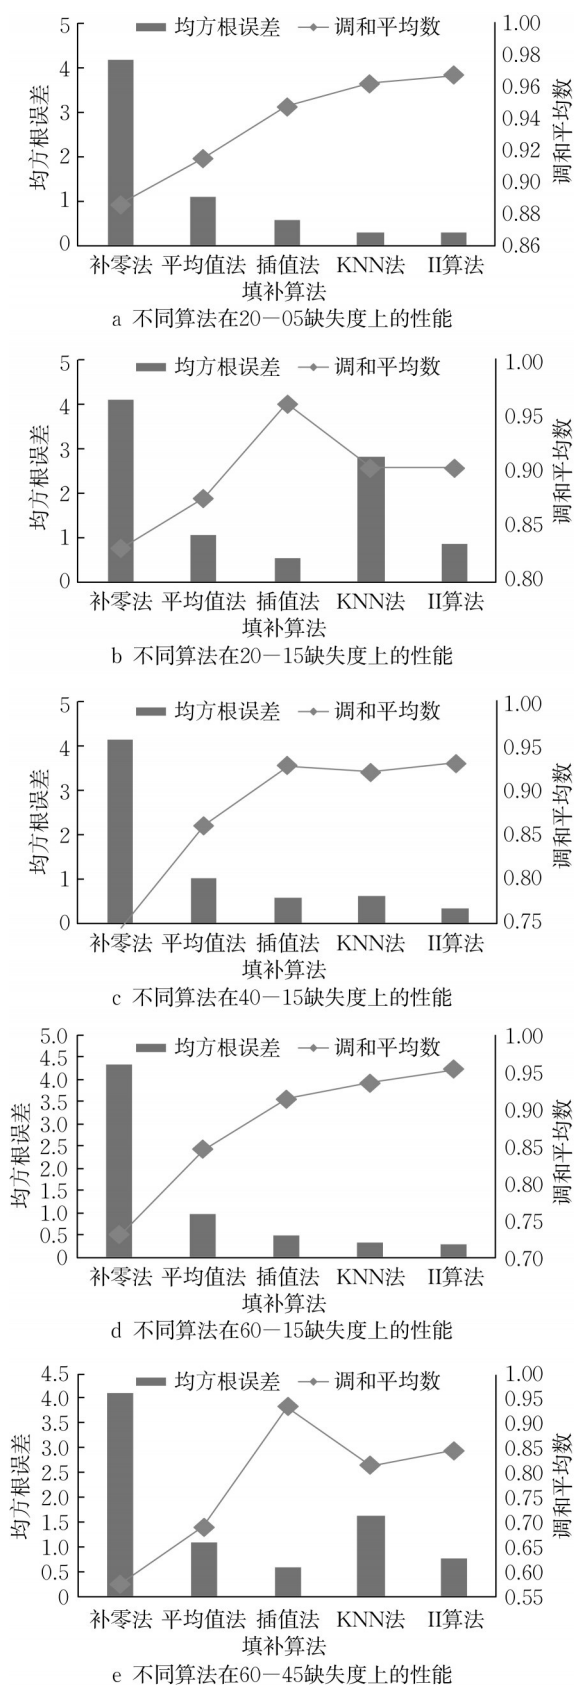 均方根误差 调和平均数
均方根误差
5
4
3
2
1
0
调和平均数
1.00
0.98
0.96
0.94
0.92
0.90
0.88
0.86
补零法 平均值法 插值法 KNN法 II算法
填补算法
a 不同算法在20—05缺失度上的性能
均方根误差 调和平均数
均方根误差
5
4
3
2
1
0
调和平均数
1.00
0.95
0.90
0.85
0.80
补零法 平均值法 插值法 KNN法 II算法
填补算法
b 不同算法在20—15缺失度上的性能
均方根误差 调和平均数
均方根误差
5
4
3
2
1
0
调和平均数
1.00
0.95
0.90
0.85
0.80
0.75
补零法 平均值法 插值法 KNN法 II算法
填补算法
c 不同算法在40—15缺失度上的性能
均方根误差 调和平均数
均方根误差
5.0
4.5
4.0
3.5
3.0
2.5
2.0
1.5
1.0
0.5
0
调和平均数
1.00
0.95
0.90
0.85
0.80
0.75
0.70
补零法 平均值法 插值法 KNN法 II算法
填补算法
d 不同算法在60—15缺失度上的性能
均方根误差 调和平均数
均方根误差
4.5
4.0
3.5
3.0
2.5
2.0
1.5
1.0
0.5
0
调和平均数
1.00
0.95
0.90
0.85
0.80
0.75
0.70
0.65
0.60
0.55
补零法 平均值法 插值法 KNN法 II算法
填补算法
e 不同算法在60—45缺失度上的性能